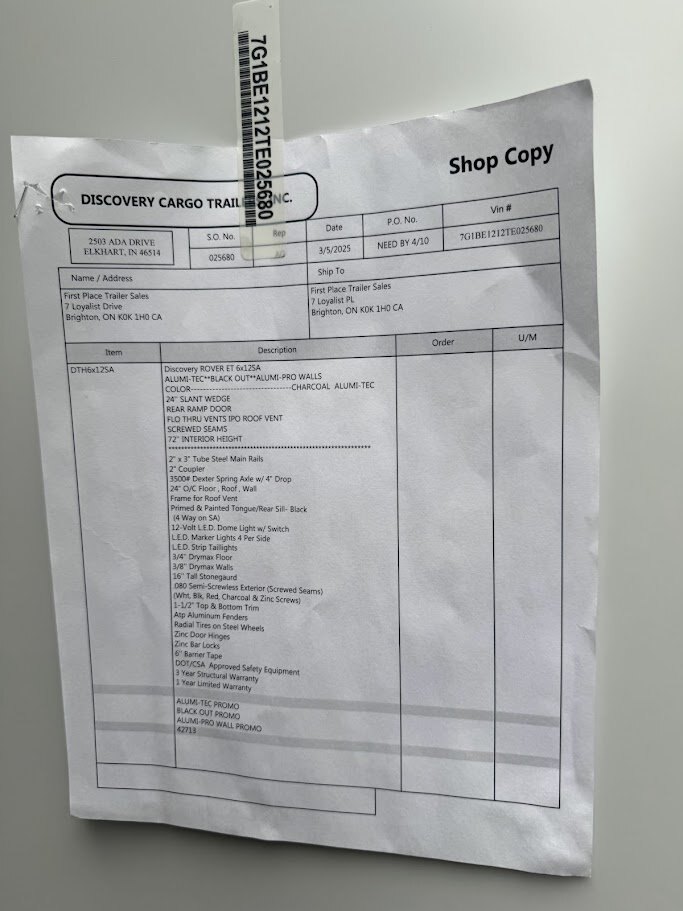 7G1BE1212TE025680
Shop Copy
DISCOVERY CARGO TRAIL NC.
2503 ADA DRIVE
ELKHART, IN 46514
S.O. No.
Rep
Date
P.O. No.
Vin #
025680
3/5/2025
NEED BY 4/10
7G1BE1212TE025680
Name / Address
Ship To
First Place Trailer Sales
7 Loyalist Drive
Brighton, ON K0K 1H0 CA
First Place Trailer Sales
7 Loyalist PL
Brighton, ON K0K 1H0 CA
Item
Description
Order
U/M
DTH6x12SA
Discovery ROVER ET 6x12SA
ALUMI-TEC**BLACK OUT**ALUMI-PRO WALLS
COLOR--------------------------------CHARCOAL ALUMI-TEC
24" SLANT WEDGE
REAR RAMP DOOR
FLO THRU VENTS IPO ROOF VENT
SCREWED SEAMS
72" INTERIOR HEIGHT
************************************************************
2" x 3" Tube Steel Main Rails
2" Coupler
3500# Dexter Spring Axle w/ 4" Drop
24" O/C Floor , Roof , Wall
Frame for Roof Vent
Primed & Painted Tongue/Rear Sill- Black
(4 Way on SA)
12-Volt L.E.D. Dome Light w/ Switch
L.E.D. Marker Lights 4 Per Side
L.E.D. Strip Taillights
3/4" Drymax Floor
3/8" Drymax Walls
16" Tall Stonegaurd
.080 Semi-Screwless Exterior (Screwed Seams)
(Wht, Blk, Red, Charcoal & Zinc Screws)
1-1/2" Top & Bottom Trim
Atp Aluminum Fenders
Radial Tires on Steel Wheels
Zinc Door Hinges
Zinc Bar Locks
6" Barrier Tape
DOT/CSA Approved Safety Equipment
3 Year Structural Warranty
1 Year Limited Warranty
ALUMI-TEC PROMO
BLACK OUT PROMO
ALUMI-PRO WALL PROMO
42713